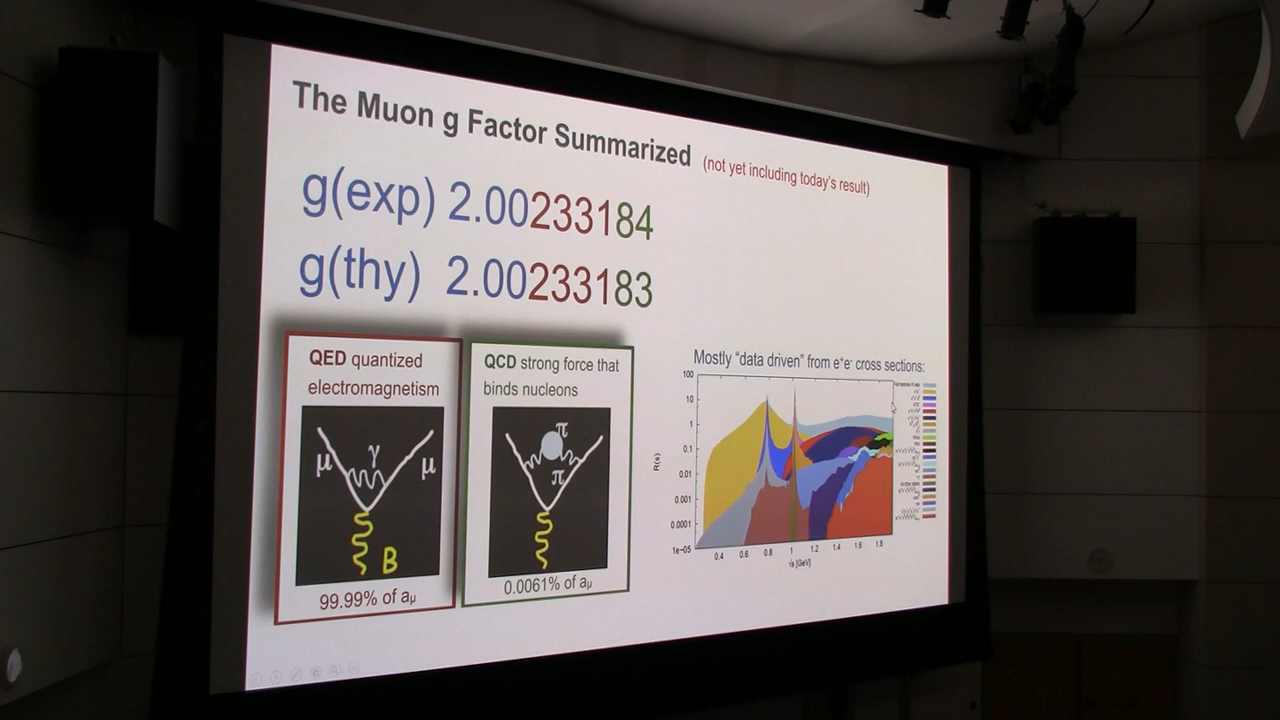 The Muon g Factor Summarized (not yet including today's result)
g(exp) 2.00233184
g(thy) 2.00233183
QED quantized
electromagnetism
μ γ μ
B
99.99% of aμ
QCD strong force that
binds nucleons
π
π
0.0061% of aμ
Mostly "data driven" from e⁺e⁻ cross sections:
100
10
1
0.1
0.01
0.001
0.0001
1e−05
R(s)
0.4 0.6 0.8 1 1.2 1.4 1.6 1.8
√s [GeV]